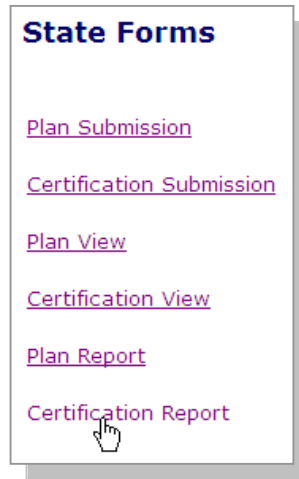 State Forms
Plan Submission
Certification Submission
Plan View
Certification View
Plan Report
Certification Report